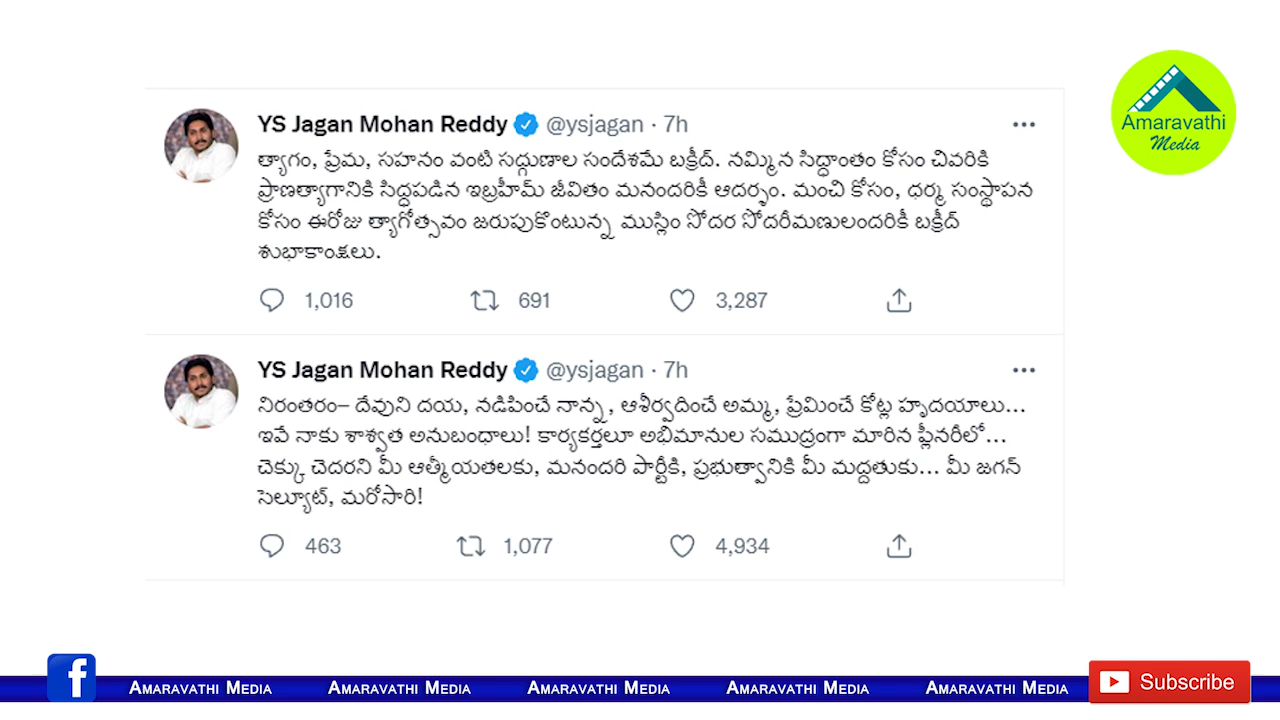 Amaravathi
Media
YS Jagan Mohan Reddy @ysjagan · 7h
త్యాగం, ప్రేమ, సహనం వంటి సద్గుణాల సందేశమే బక్రీద్. నమ్మిన సిద్ధాంతం కోసం చివరికి
ప్రాణత్యాగానికి సిద్ధపడిన ఇబ్రహీమ్ జీవితం మనందరికీ ఆదర్శం. మంచి కోసం, ధర్మ సంస్థాపన
కోసం ఈరోజు త్యాగోత్సవం జరుపుకొంటున్న ముస్లిం సోదర సోదరీమణులందరికీ బక్రీద్
శుభాకాంక్షలు.
1,016 691 3,287
YS Jagan Mohan Reddy @ysjagan · 7h
నిరంతరం– దేవుని దయ, నడిపించే నాన్న, ఆశీర్వదించే అమ్మ, ప్రేమించే కోట్ల హృదయాలు...
ఇవే నాకు శాశ్వత అనుబంధాలు! కార్యకర్తలూ అభిమానుల సముద్రంగా మారిన ప్లీనరీలో...
చెక్కు చెదరని మీ ఆత్మీయతలకు, మనందరి పార్టీకి, ప్రభుత్వానికి మీ మద్దతుకు... మీ జగన్
సెల్యూట్, మరోసారి!
463 1,077 4,934
f Amaravathi Media Amaravathi Media Amaravathi Media Amaravathi Media Amaravathi Media Subscribe